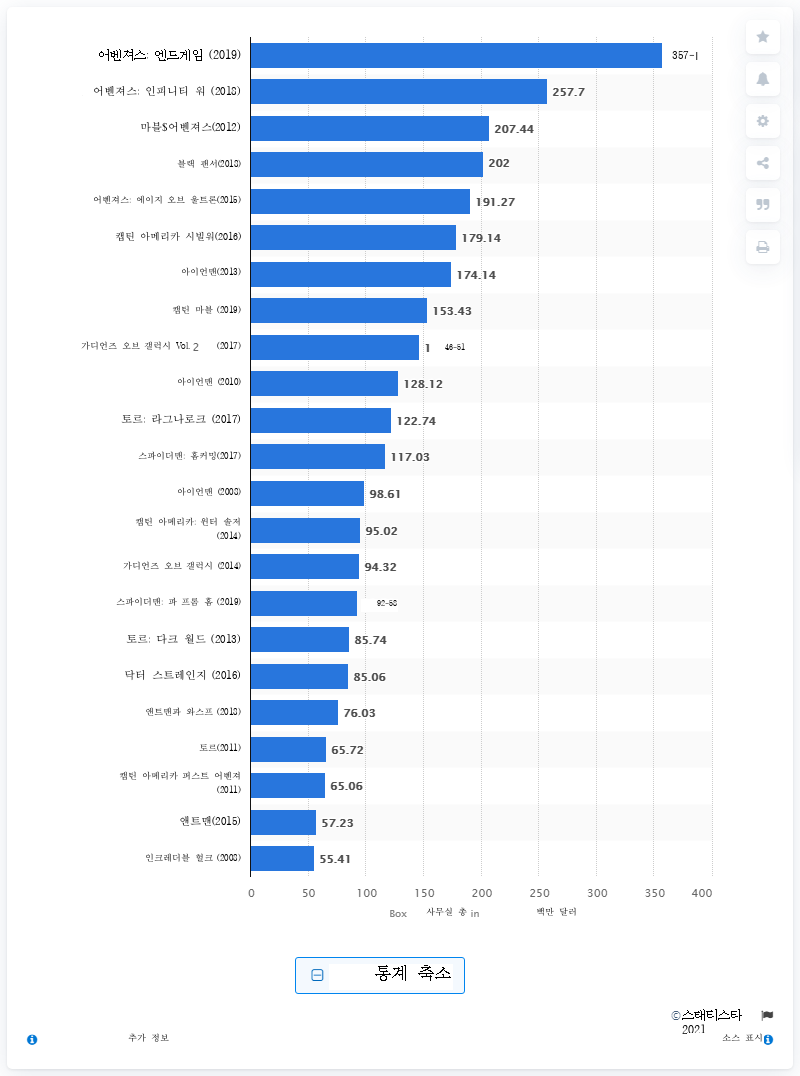 어벤져스: 엔드게임 (2019) 357-1
어벤져스: 인피니티 워 (2018) 257.7
마블S어벤져스(2012) 207.44
블랙 팬서(2018) 202
어벤져스: 에이지 오브 울트론(2015) 191.27
캡틴 아메리카 시빌워(2016) 179.14
아이언맨(2013) 174.14
캡틴 마블 (2019) 153.43
가디언즈 오브 갤럭시 Vol. 2 (2017) 1 46-51
아이언맨 (2010) 128.12
토르: 라그나로크 (2017) 122.74
스파이더맨: 홈커밍(2017) 117.03
아이언맨 (2008) 98.61
캡틴 아메리카: 윈터 솔저
(2014) 95.02
가디언즈 오브 갤럭시 (2014) 94.32
스파이더맨: 파 프롬 홈 (2019) 92-58
토르: 다크 월드 (2013) 85.74
닥터 스트레인지 (2016) 85.06
앤트맨과 와스프 (2018) 76.03
토르(2011) 65.72
캡틴 아메리카 퍼스트 어벤져
(2011) 65.06
앤트맨(2015) 57.23
인크레더블 헐크 (2008) 55.41
0 50 100 150 200 250 300 350 400
Box 사무실 총 in 백만 달러
통계 축소
©스태티스타
2021
추가 정보 소스 표시